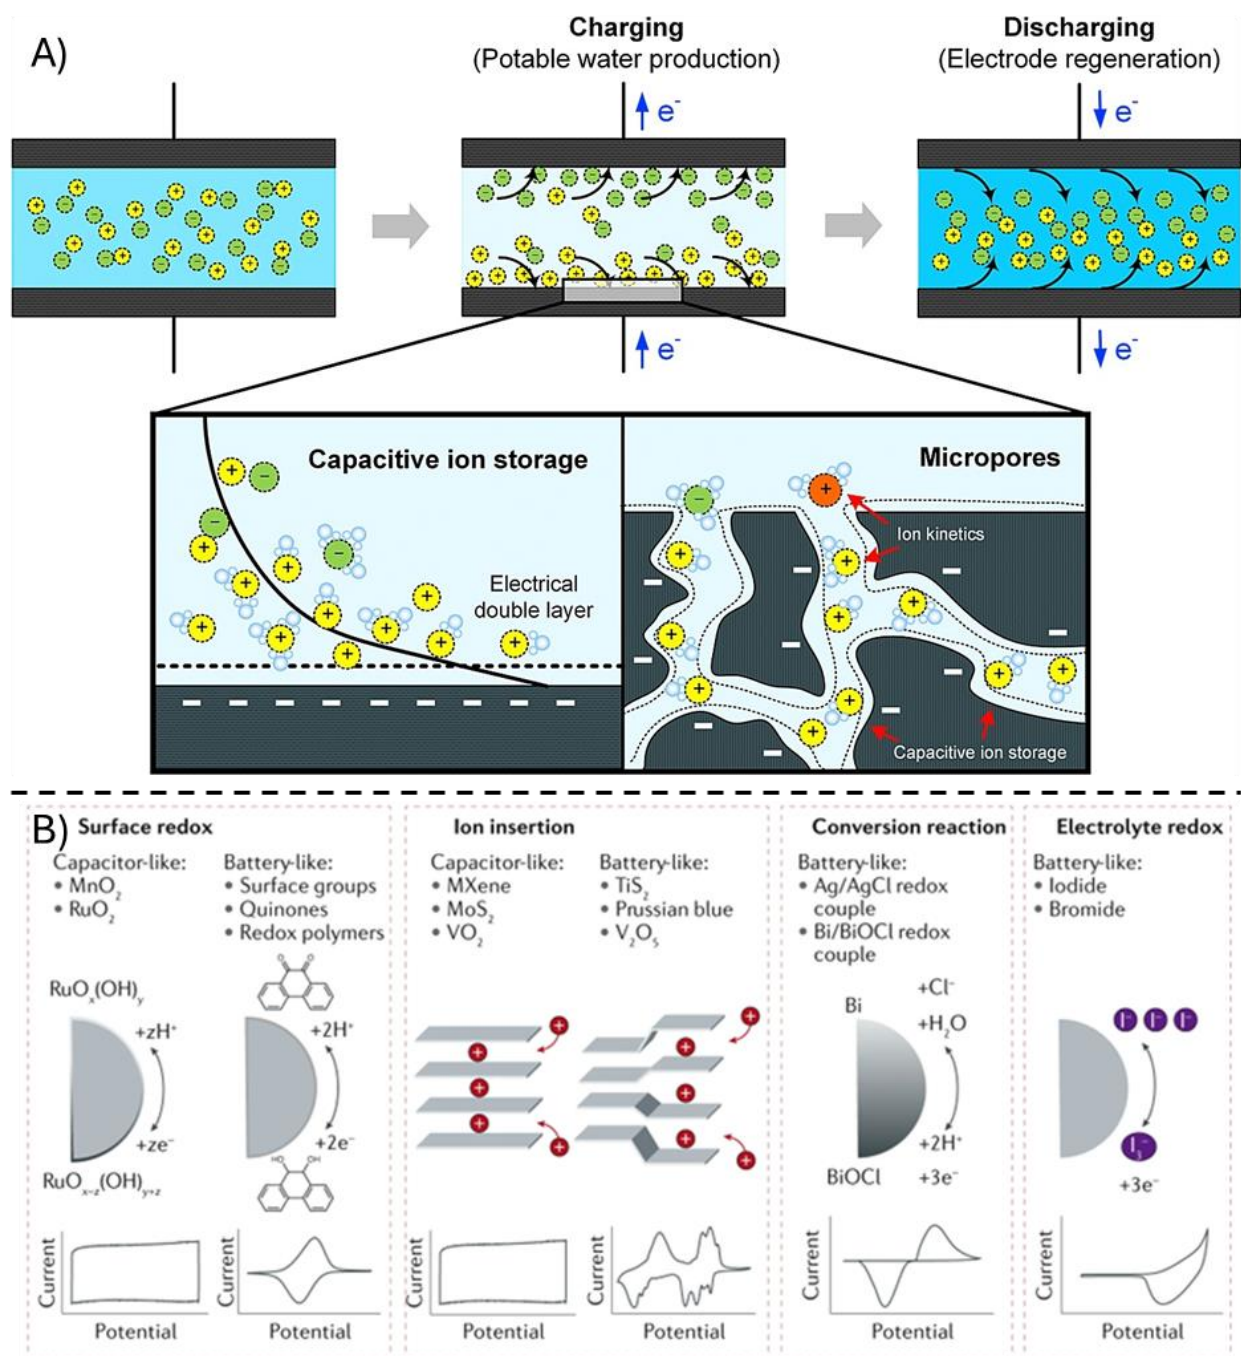 A)
Charging
(Potable water production)
Discharging
(Electrode regeneration)
e⁻
e⁻
e⁻
e⁻
Capacitive ion storage
Electrical
double layer
Micropores
Ion kinetics
Capacitive ion storage
B)
Surface redox
Capacitor-like:
• MnO₂
• RuO₂
Battery-like:
• Surface groups
• Quinones
• Redox polymers
RuOₓ(OH)ᵧ
+zH⁺
+ze⁻
RuOₓ₋z(OH)ᵧ₊z
O O
+2H⁺
+2e⁻
HO OH
Current
Potential
Current
Potential
Ion insertion
Capacitor-like:
• MXene
• MoS₂
• VO₂
Battery-like:
• TiS₂
• Prussian blue
• V₂O₅
Current
Potential
Current
Potential
Conversion reaction
Battery-like:
• Ag/AgCl redox
couple
• Bi/BiOCl redox
couple
Bi
+Cl⁻
+H₂O
+2H⁺
BiOCl
+3e⁻
Current
Potential
Electrolyte redox
Battery-like:
• Iodide
• Bromide
I⁻ I⁻ I⁻
I₃⁻
+3e⁻
Current
Potential